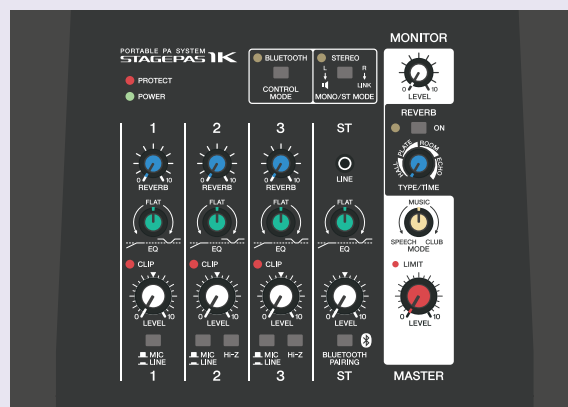 MONITOR
PORTABLE PA SYSTEM
STAGEPAS 1K
PROTECT
POWER
BLUETOOTH
CONTROL
MODE
STEREO
L R
LINK
MONO/ST MODE
0 10
LEVEL
REVERB
ON
HALL PLATE ROOM ECHO
TYPE/TIME
1 2 3 ST
0 10 0 10 0 10
REVERB REVERB REVERB LINE
FLAT FLAT FLAT FLAT
EQ EQ EQ EQ
MUSIC
SPEECH CLUB
MODE
CLIP CLIP CLIP
LIMIT
0 10 0 10 0 10 0 10 0 10
LEVEL LEVEL LEVEL LEVEL LEVEL
MIC MIC Hi-Z MIC Hi-Z BLUETOOTH
LINE LINE LINE PAIRING
1 2 3 ST MASTER